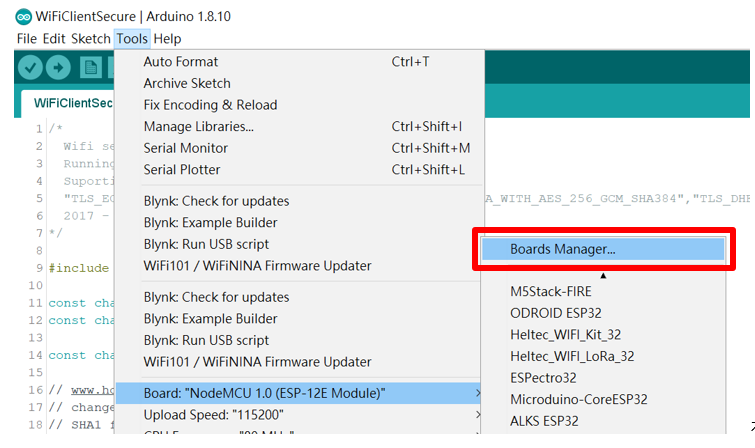 WiFiClientSecure | Arduino 1.8.10
File Edit Sketch Tools Help
WiFiClientSec
Auto Format Ctrl+T
Archive Sketch
Fix Encoding & Reload
Manage Libraries... Ctrl+Shift+I
Serial Monitor Ctrl+Shift+M
Serial Plotter Ctrl+Shift+L
Blynk: Check for updates
Blynk: Example Builder
Blynk: Run USB script
WiFi101 / WiFiNINA Firmware Updater
Blynk: Check for updates
Blynk: Example Builder
Blynk: Run USB script
WiFi101 / WiFiNINA Firmware Updater
Board: "NodeMCU 1.0 (ESP-12E Module)"
Upload Speed: "115200"
Boards Manager...
M5Stack-FIRE
ODROID ESP32
Heltec_WIFI_Kit_32
Heltec_WIFI_LoRa_32
ESPectro32
Microduino-CoreESP32
ALKS ESP32
1 /*
2 Wifi se
3 Running
4 Suporti
5 "TLS_EC A_WITH_AES_256_GCM_SHA384","TLS_DHE
6 2017 -
7 */
8
9 #include
10
11 const cha
12 const cha
13
14 const cha
15
16 // www.ho
17 // change
18 // SHA1 f